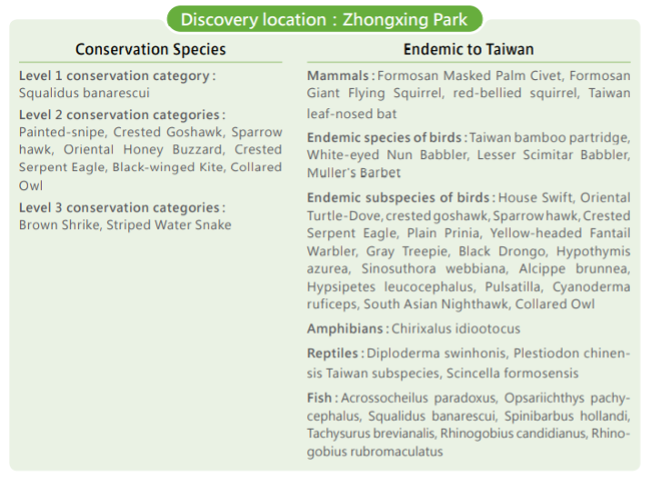 Discovery location : Zhongxing Park
Conservation Species
Level 1 conservation category :
Squalidus banarescui
Level 2 conservation categories :
Painted-snipe, Crested Goshawk, Sparrow
hawk, Oriental Honey Buzzard, Crested
Serpent Eagle, Black-winged Kite, Collared
Owl
Level 3 conservation categories :
Brown Shrike, Striped Water Snake
Endemic to Taiwan
Mammals : Formosan Masked Palm Civet, Formosan
Giant Flying Squirrel, red-bellied squirrel, Taiwan
leaf-nosed bat
Endemic species of birds : Taiwan bamboo partridge,
White-eyed Nun Babbler, Lesser Scimitar Babbler,
Muller's Barbet
Endemic subspecies of birds : House Swift, Oriental
Turtle-Dove, crested goshawk, Sparrow hawk, Crested
Serpent Eagle, Plain Prinia, Yellow-headed Fantail
Warbler, Gray Treepie, Black Drongo, Hypothymis
azurea, Sinosuthora webbiana, Alcippe brunnea,
Hypsipetes leucocephalus, Pulsatilla, Cyanoderma
ruficeps, South Asian Nighthawk, Collared Owl
Amphibians : Chirixalus idiootocus
Reptiles : Diploderma swinhonis, Plestiodon chinen-
sis Taiwan subspecies, Scincella formosensis
Fish : Acrossocheilus paradoxus, Opsariichthys pachy-
cephalus, Squalidus banarescui, Spinibarbus hollandi,
Tachysurus brevianalis, Rhinogobius candidianus, Rhino-
gobius rubromaculatus